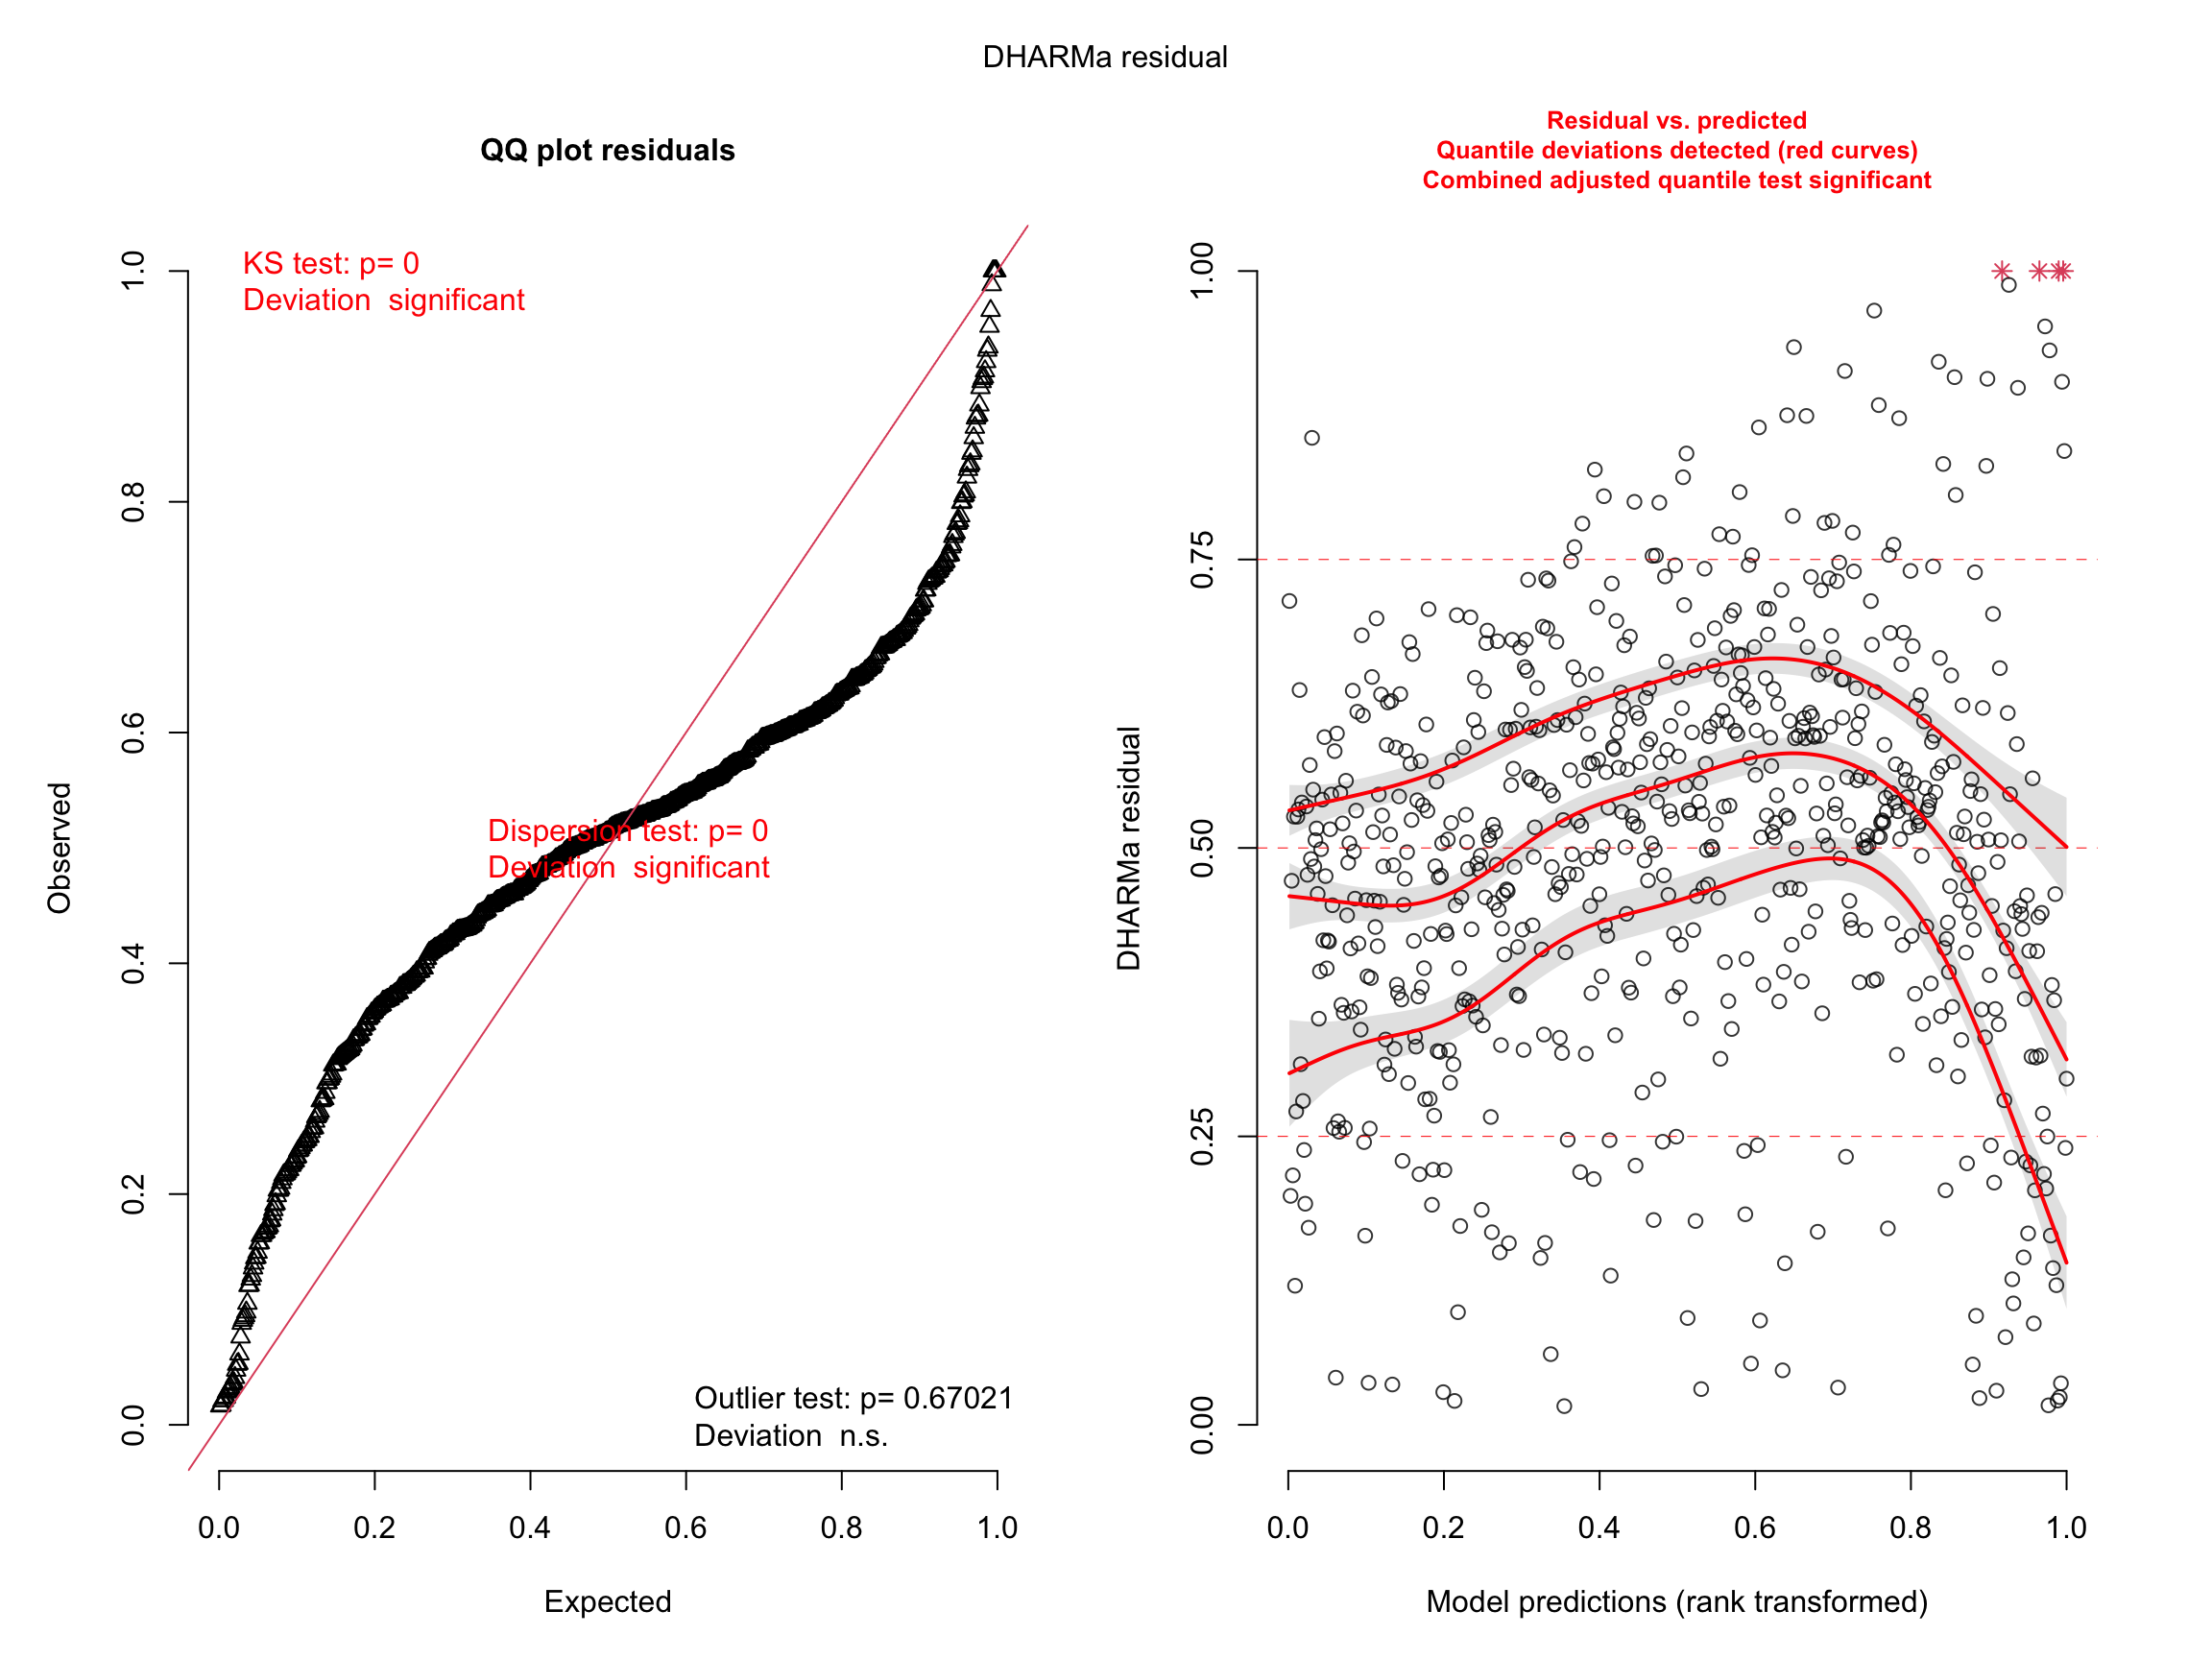 DHARMa residual
QQ plot residuals
KS test: p= 0
Deviation  significant
Dispersion test: p= 0
Deviation  significant
Outlier test: p= 0.67021
Deviation  n.s.
Observed
0.0
0.2
0.4
0.6
0.8
1.0
0.0
0.2
0.4
0.6
0.8
1.0
Expected
Residual vs. predicted
Quantile deviations detected (red curves)
Combined adjusted quantile test significant
DHARMa residual
0.00
0.25
0.50
0.75
1.00
0.0
0.2
0.4
0.6
0.8
1.0
Model predictions (rank transformed)